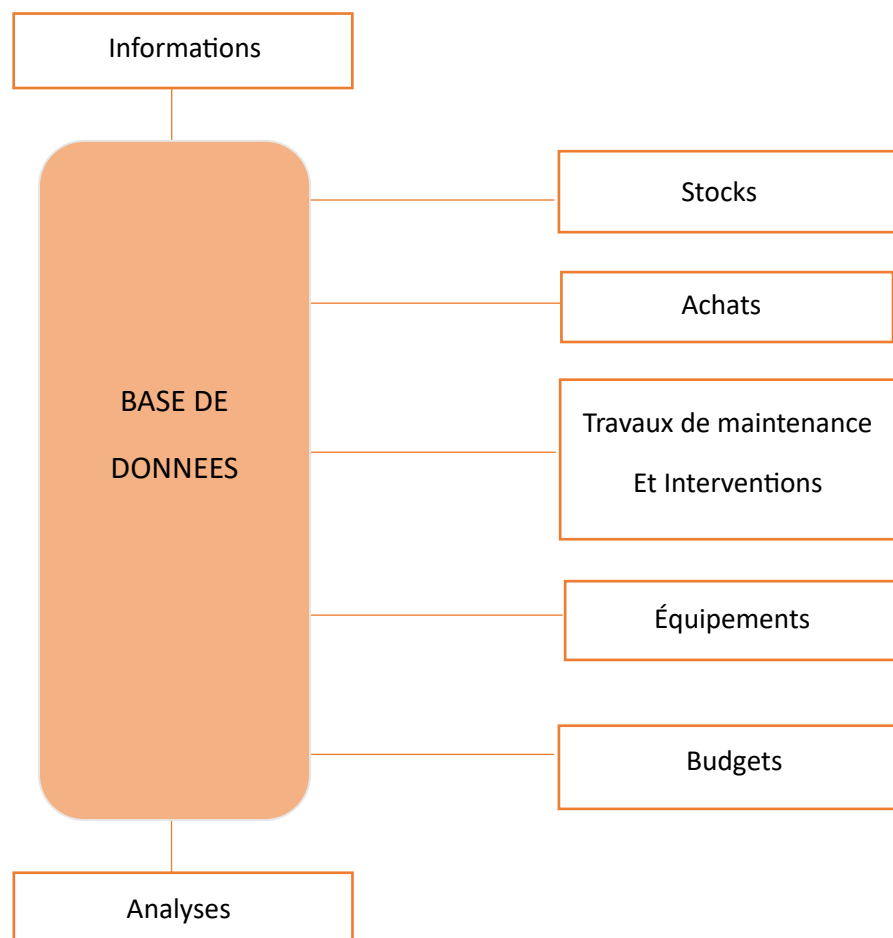 Informations
Stocks
Achats
BASE DE
DONNEES
Travaux de maintenance
Et Interventions
Équipements
Budgets
Analyses